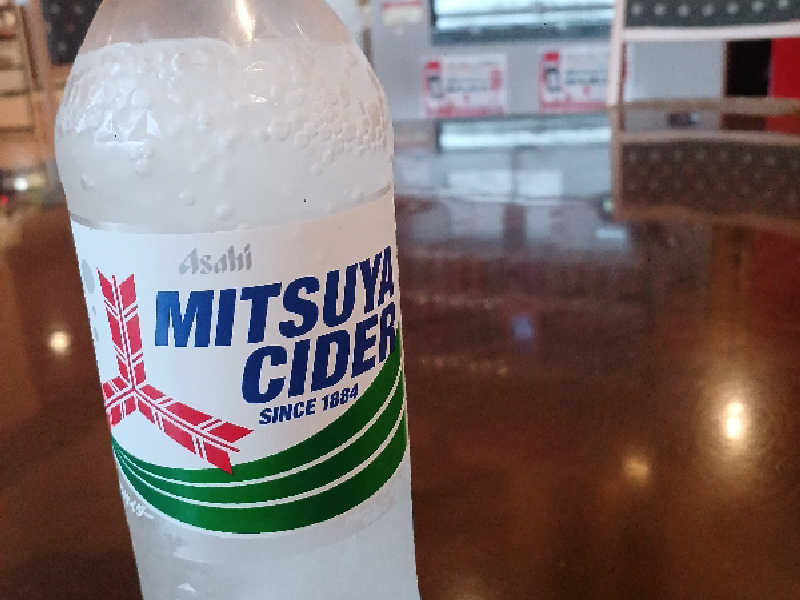 Asahi
MITSUYA
CIDER
SINCE 1884